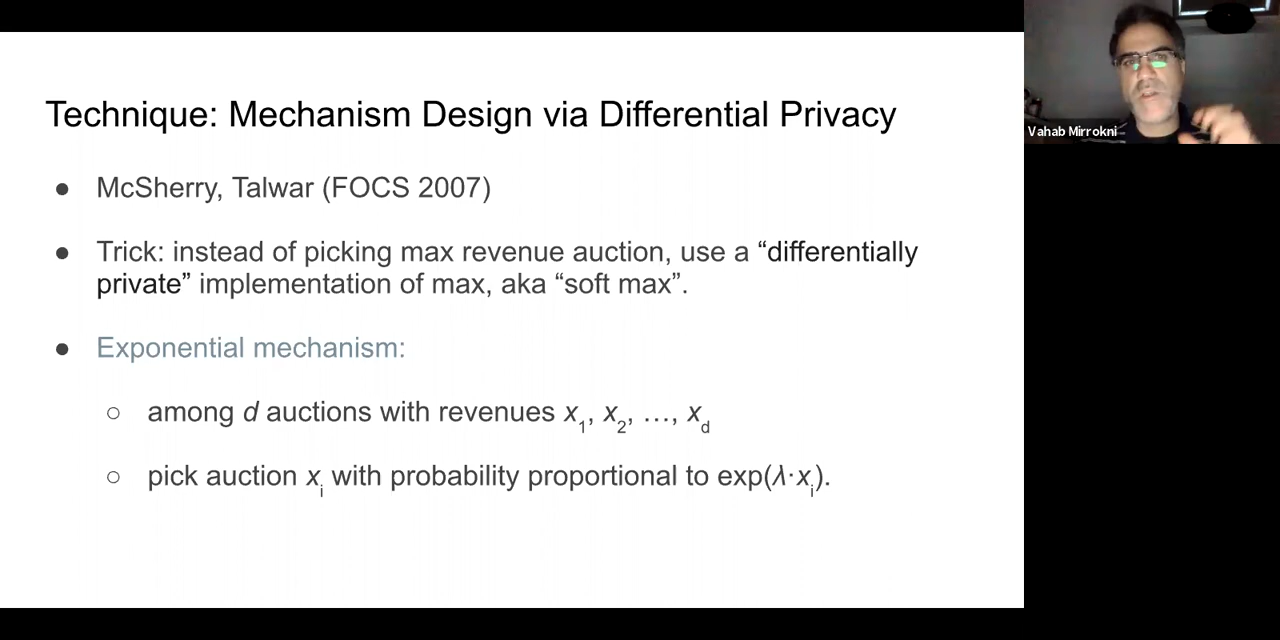 Technique: Mechanism Design via Differential Privacy
● McSherry, Talwar (FOCS 2007)
● Trick: instead of picking max revenue auction, use a “differentially
private” implementation of max, aka “soft max”.
● Exponential mechanism:
○ among d auctions with revenues x₁, x₂, …, x_d
○ pick auction x_i with probability proportional to exp(λ·x_i).
Vahab Mirrokni